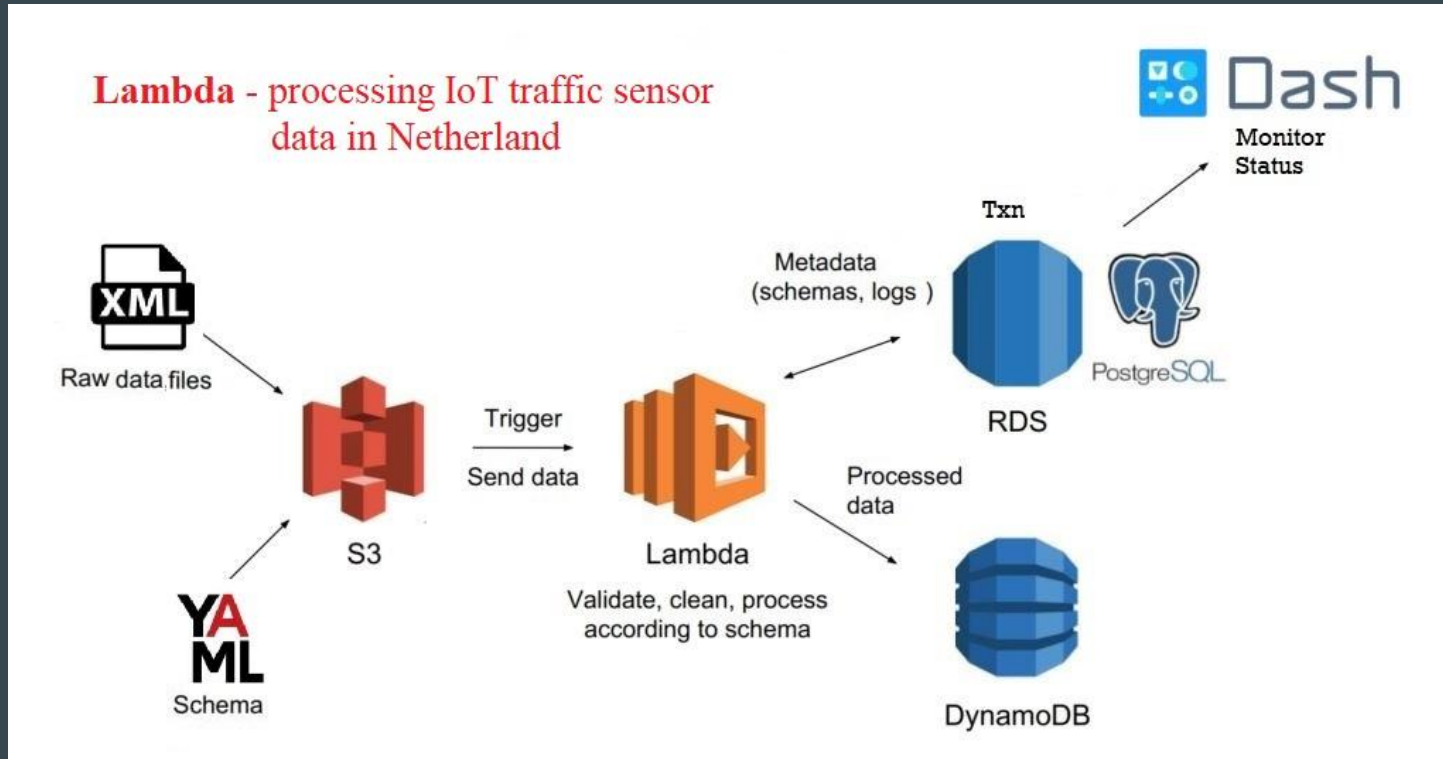 Lambda - processing IoT traffic sensor
data in Netherland
Dash
Monitor
Status
Txn
Metadata
(schemas, logs )
XML
Raw data files
PostgreSQL
RDS
Trigger
Send data
Processed
data
S3
Lambda
Validate, clean, process
according to schema
YA
ML
Schema
DynamoDB